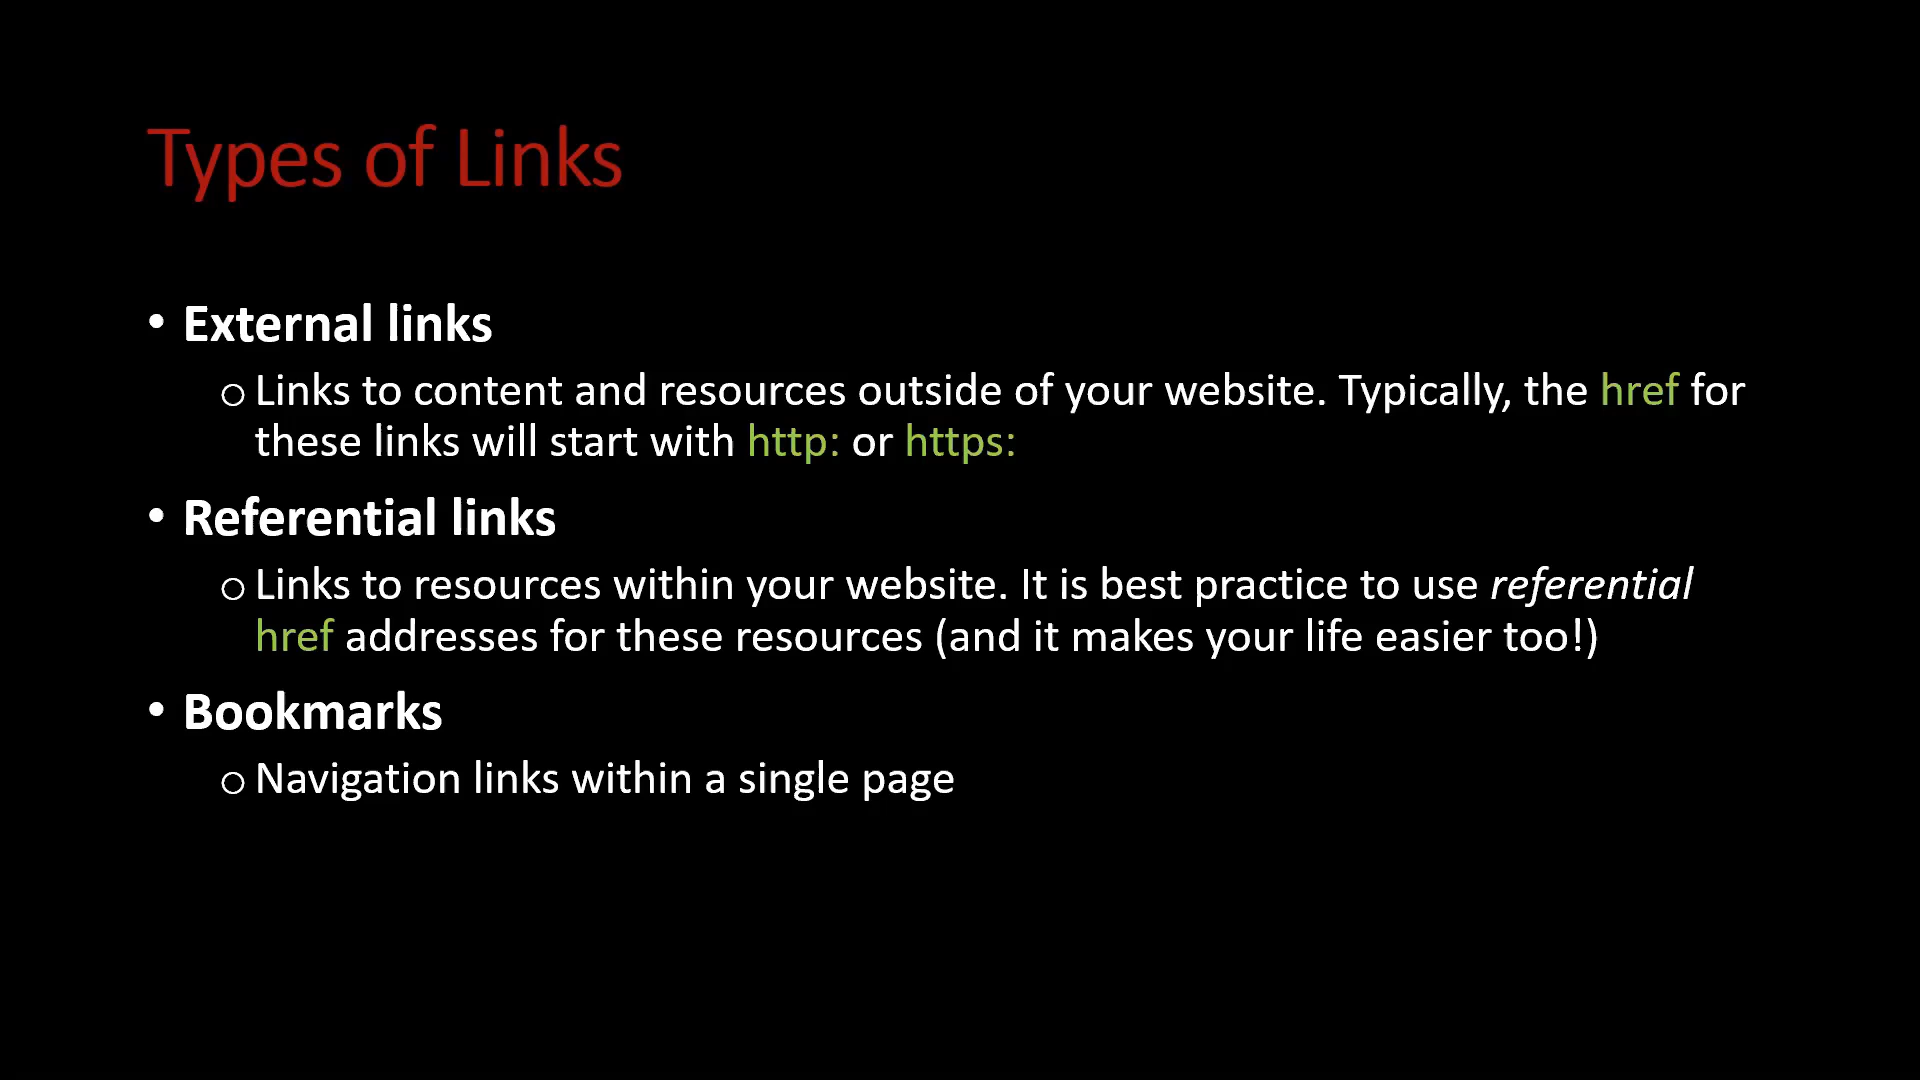 Types of Links
• External links
o Links to content and resources outside of your website. Typically, the href for
these links will start with http: or https:
• Referential links
o Links to resources within your website. It is best practice to use referential
href addresses for these resources (and it makes your life easier too!)
• Bookmarks
o Navigation links within a single page